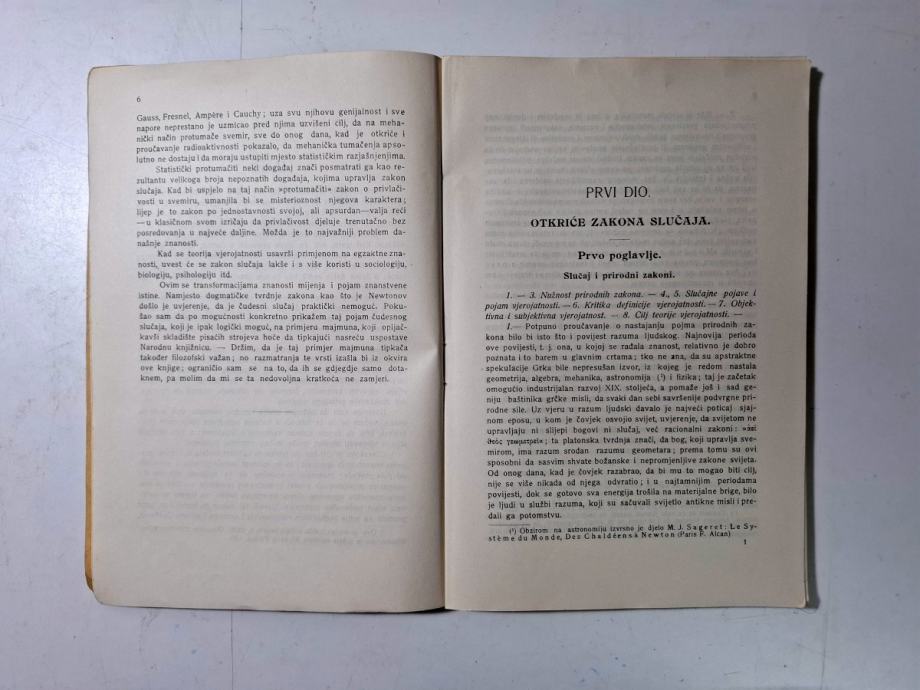 6
Gauss, Fresnel, Ampère i Cauchy; uza svu njihovu genijalnost i sve
napore neprestano je uzmicao pred njima uzvišeni cilj, da na meha-
nički način protumače svemir, sve do onog dana, kad je otkriće i
proučavanje radioaktivnosti pokazalo, da mehanička tumačenja apso-
lutno ne dostaju i da moraju ustupiti mjesto statističkim razjašnjenjima.
Statistički protumačiti neki događaj znači posmatrati ga kao re-
zultantu velikoga broja nepoznatih događaja, kojima upravlja zakon
slučaja. Kad bi uspjelo na taj način »protumačiti« zakon o privlači-
vosti u svemiru, umanjila bi se misterioznost njegova karaktera;
lijep je to zakon po jednostavnosti svojoj, ali apsurdan—valja reći
— u klasičnom svom izričaju da privlačivost djeluje trenutačno bez
posredovanja u najveće daljine. Možda je to najvažniji problem da-
našnje znanosti.
Kad se teorija vjerojatnosti usavrši primjenom na egzaktne zna-
nosti, uvest će se zakon slučaja lakše i s više koristi u sociologiju,
biologiju, psihologiju itd.
Ovim se transformacijama znanosti mijenja i pojam znanstvene
istine. Namjesto dogmatičke tvrdnje zakona kao što je Newtonov
došlo je uvjerenje, da je čudesni slučaj praktički nemoguć. Poku-
šao sam da po mogućnosti konkretno prikažem taj pojam čudesnog
slučaja, koji je ipak logički moguć, na primjeru majmuna, koji opljač-
kavši skladište pisaćih strojeva hoće da tipkajući nasreću uspostave
Narodnu knjižnicu. — Držim, da je taj primjer majmuna tipkača
također filozofski važan; no razmatranja te vrsti izašla bi iz okvira
ove knjige; ograničio sam se na to, da ih se gdjegdje samo dota-
knem, pa molim da mi se ta nedovoljna kratkoća ne zamjeri.
PRVI DIO.
OTKRIĆE ZAKONA SLUČAJA.
Prvo poglavlje.
Slučaj i prirodni zakoni.
1. — 3. Nužnost prirodnih zakona. — 4., 5. Slučajne pojave i
pojam vjerojatnosti. — 6. Kritika definicije vjerojatnosti. — 7. Objek-
tivna i subjektivna vjerojatnost. — 8. Cilj teorije vjerojatnosti. —
1.— Potpuno proučavanje o nastajanju pojma prirodnih za-
kona bilo bi isto što i povijest razuma ljudskog. Najnovija perioda
ove povijesti, t. j. ona, u kojoj se rađala znanost, relativno je dobro
poznata i to barem u glavnim crtama; tko ne zna, da su apstraktne
spekulacije Grka bile nepresušan izvor, iz kojeg je redom nastala
geometrija, algebra, mehanika, astronomija (¹) i fizika; taj je začetak
omogućio industrijalan razvoj XIX. stoljeća, a pomaže još i sad ge-
niju baštinika grčke misli, da svaki dan sebi savršenije podvrgne pri-
rodne sile. Uz vjeru u razum ljudski davalo je najveći poticaj sjaj-
nom eposu, u kom je čovjek osvojio svijet, uvjerenje, da svijetom ne
upravljaju ni slijepi bogovi ni slučaj, već racionalni zakoni: »ἀεὶ
θεὸς γεωμετρεῖ«; ta platonska tvrdnja znači, da bog, koji upravlja sve-
mirom, ima razum srodan razumu geometara; prema tomu su ovi
sposobni da sasvim shvate božanske i nepromjenljive zakone svijeta.
Od onog dana, kad je čovjek razabrao, da bi mu to mogao biti cilj,
nije se više nikada od njega odvratio; i u najtamnijim periodama
povijesti, dok se gotovo sva energija trošila na materijalne brige, bilo
je ljudi u službi razuma, koji su sačuvali svijetlo antikne misli i pre-
dali ga potomstvu.
(¹) Obzirom na astronomiju izvrsno je djelo M. J. Sageret: Le Sy-
stème du Monde, Des Chaldéens à Newton (Paris F. Alcan)
1